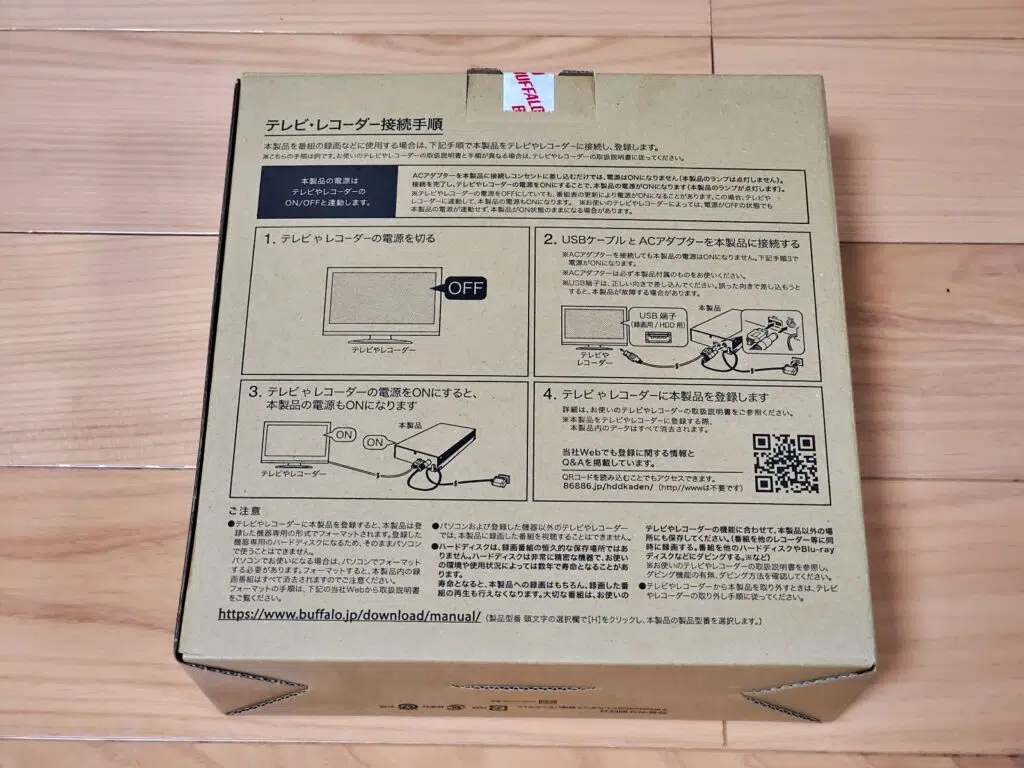 BUFFALO
テレビ・レコーダー接続手順
本製品を番組の録画などに使用する場合は、下記手順で本製品をテレビやレコーダーに接続し、登録します。
※こちらの手順は一例です。お使いのテレビやレコーダーの取扱説明書と手順が異なる場合は、テレビやレコーダーの取扱説明書に従ってください。
本製品の電源は
テレビやレコーダーの
ON/OFFと連動します。
ACアダプターを本製品に接続しコンセントに差し込むだけでは、電源はONになりません(本製品のランプは点灯しません)。
接続を完了し、テレビやレコーダーの電源をONにすることで、本製品の電源がONになります(本製品のランプが点灯します)。
※テレビやレコーダーの電源をOFFにしていても、番組表の更新などにより電源がONになることがあります。この場合、テレビや
レコーダーに連動して、本製品の電源もONになります。 ※お使いのテレビやレコーダーによっては、電源がOFFの状態でも
本製品の電源が連動せず、本製品がON状態のままになる場合があります。
1. テレビやレコーダーの電源を切る
OFF
テレビやレコーダー
2. USBケーブルとACアダプターを本製品に接続する
※ACアダプターを接続しても本製品の電源はONになりません。下記手順3で
電源がONになります。
※ACアダプターは必ず本製品付属のものをお使いください。
※USB端子は、正しい向きで差し込んでください。誤った向きで差し込もうと
すると、本製品が故障する場合があります。
本製品
USB 端子
(録画用/HDD用)
テレビや
レコーダー
3. テレビやレコーダーの電源をONにすると、
本製品の電源もONになります
本製品
ON
ON
テレビやレコーダー
4. テレビやレコーダーに本製品を登録します
詳細は、お使いのテレビやレコーダーの取扱説明書をご参照ください。
※本製品をテレビやレコーダーに登録する際、
本製品内のデータはすべて消去されます。
当社Webでも登録に関する情報と
Q&Aを掲載しています。
QRコードを読み込むことでもアクセスできます。
86886.jp/hddkaden/ (http://wwwは不要です)
ご注意
●テレビやレコーダーに本製品を登録すると、本製品は登
録した機器専用の形式でフォーマットされます。登録した
機器専用のハードディスクになるため、そのままパソコン
で使うことはできません。
パソコンでお使いになる場合は、パソコンでフォーマット
する必要があります。フォーマットすると、本製品内の録
画番組はすべて消去されますのでご注意ください。
フォーマットの手順は、下記の当社Webから取扱説明書
をご覧ください。
●パソコンおよび登録した機器以外のテレビやレコーダー
では、本製品に録画した番組を視聴することはできません。
●ハードディスクは、録画番組の恒久的な保存場所ではあ
りません。ハードディスクは非常に精密な機器で、お使い
の環境や使用状況によっては数年で寿命となることがあ
ります。
寿命となると、本製品への録画はもちろん、録画した番
組の再生も行えなくなります。大切な番組は、お使いの
テレビやレコーダーの機能に合わせて、本製品以外の場
所にも保存してください。(番組を他のレコーダー等に同
時に録画する。番組を他のハードディスクやBlu-ray
ディスクなどにダビングする。※など)
※お使いのテレビやレコーダーの取扱説明書を参照し、
ダビング機能の有無、ダビング方法を確認してください。
●テレビやレコーダーから本製品を取り外すときは、テレビ
やレコーダーの取り外し手順に従ってください。
https://www.buffalo.jp/download/manual/ (製品型番 頭文字の選択欄で[H]をクリックし、本製品の製品型番を選択します。)